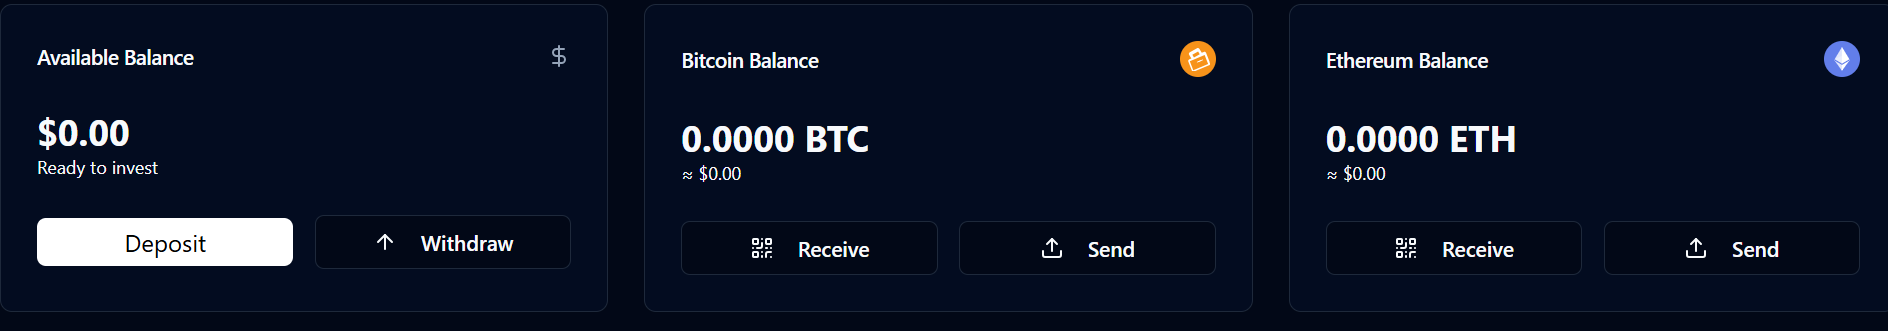 Available Balance
$
$0.00
Ready to invest
Deposit
Withdraw
Bitcoin Balance
0.0000 BTC
≈ $0.00
Receive
Send
Ethereum Balance
0.0000 ETH
≈ $0.00
Receive
Send